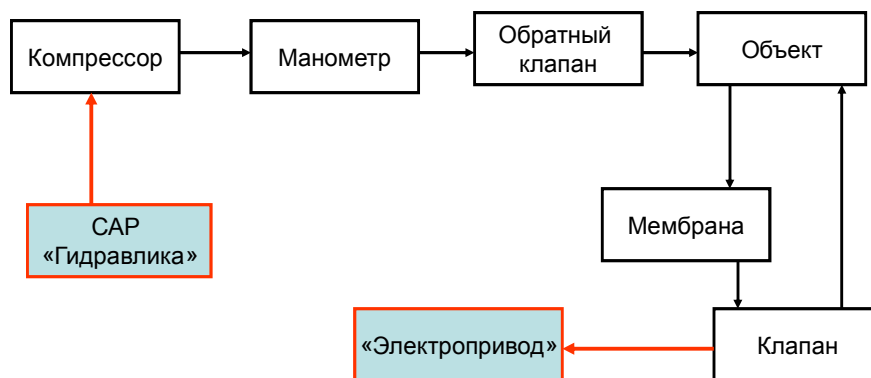 Компрессор
Манометр
Обратный
клапан
Объект
САР
«Гидравлика»
Мембрана
«Электропривод»
Клапан